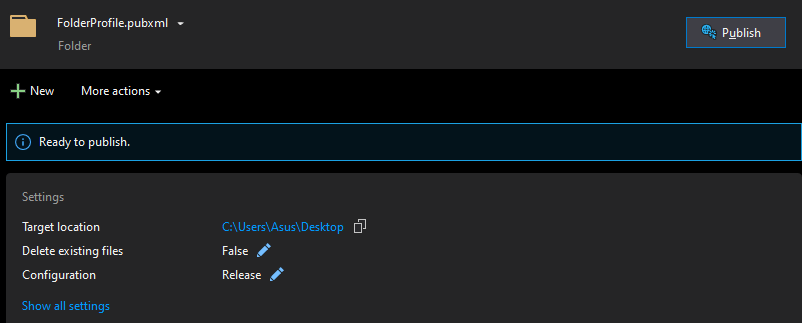 FolderProfile.pubxml
Folder
Publish
New
More actions
Ready to publish.
Settings
Target location C:\Users\Asus\Desktop
Delete existing files False
Configuration Release
Show all settings